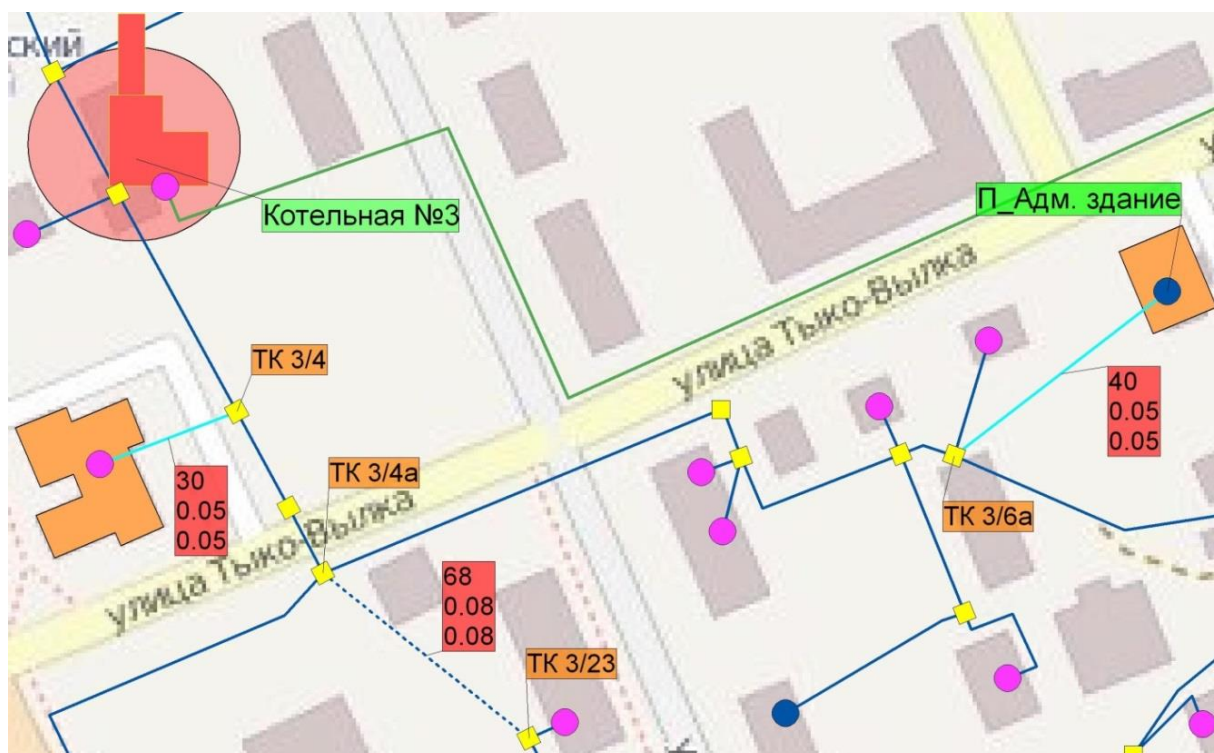 ский
Котельная №3
П_Адм. здание
улица Тыко-Вылка
ТК 3/4
40
0.05
0.05
30
0.05
0.05
ТК 3/4а
ТК 3/6а
улица Тыко-Вылка
68
0.08
0.08
ТК 3/23